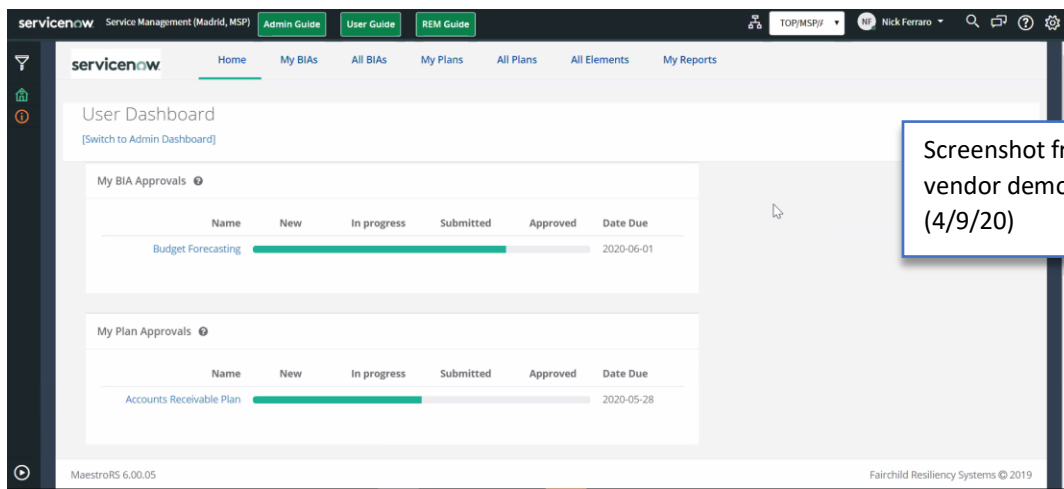 servicenow Service Management (Madrid, MSP) Admin Guide User Guide REM Guide TOP/MSP/ NF Nick Ferraro
servicenow Home My BIAs All BIAs My Plans All Plans All Elements My Reports
User Dashboard
[Switch to Admin Dashboard]
My BIA Approvals
Name New In progress Submitted Approved Date Due
Budget Forecasting 2020-06-01
My Plan Approvals
Name New In progress Submitted Approved Date Due
Accounts Receivable Plan 2020-05-28
MaestroRS 6.00.05 Fairchild Resiliency Systems © 2019
Screenshot
vendor demo
(4/9/20)